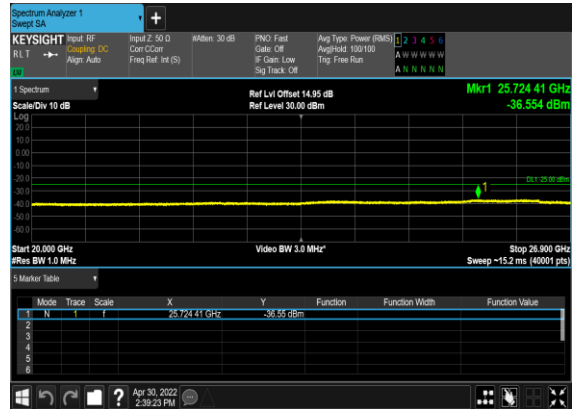 Spectrum Analyzer 1
Swept SA
+
KEYSIGHT Input: RF Input Z: 50 Ω #Atten: 30 dB PNO: Fast Avg Type: Power (RMS) 1 2 3 4 5 6
RLT Coupling: DC Corr CCorr Gate: Off Avg|Hold: 100/100 A W W W W W
Align: Auto Freq Ref: Int (S) IF Gain: Low Trig: Free Run
Sig Track: Off A N N N N N
1 Spectrum Ref Lvl Offset 14.95 dB Mkr1 25.724 41 GHz
Scale/Div 10 dB Ref Level 30.00 dBm -36.554 dBm
Log
20.0
10.0
0.00
-10.0
-20.0 DL1 -25.00 dBm
-30.0 1
-40.0
-50.0
-60.0
Start 20.000 GHz Video BW 3.0 MHz* Stop 26.900 GHz
#Res BW 1.0 MHz Sweep ~15.2 ms (40001 pts)
5 Marker Table
Mode Trace Scale X Y Function Function Width Function Value
1 N 1 f 25.724 41 GHz -36.55 dBm
2
3
4
5
6
? Apr 30, 2022
2:39:23 PM